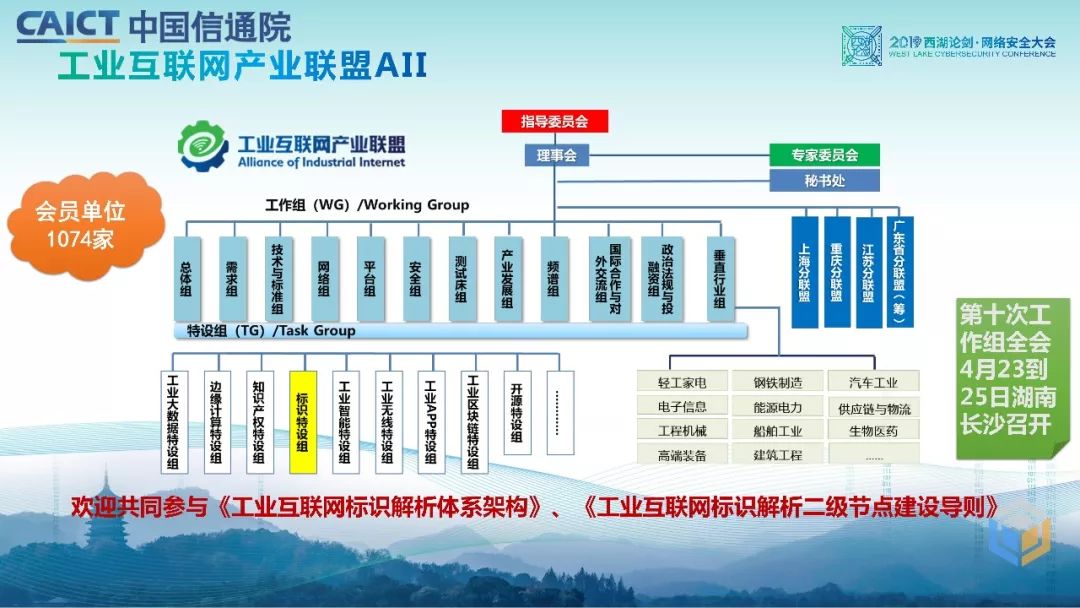 CAICT 中国信通院
工业互联网产业联盟AII
2019西湖论剑·网络安全大会
WEST LAKE CYBERSECURITY CONFERENCE
工业互联网产业联盟
Alliance of Industrial Internet
指导委员会
理事会
专家委员会
秘书处
会员单位
1074家
工作组（WG）/Working Group
总体组
需求组
技术与标准组
网络组
平台组
安全组
测试床组
产业发展组
频谱组
国际合作与对
外交流组
政治法规与投
融资组
垂直行业组
上海分联盟
重庆分联盟
江苏分联盟
广东省分联盟（筹）
特设组（TG）/Task Group
工业大数据特设组
边缘计算特设组
知识产权特设组
标识特设组
工业智能特设组
工业无线特设组
工业APP特设组
工业区块链特设组
开源特设组
…………
轻工家电
钢铁制造
汽车工业
电子信息
能源电力
供应链与物流
工程机械
船舶工业
生物医药
高端装备
建筑工程
……
第十次工
作组全会
4月23到
25日湖南
长沙召开
欢迎共同参与《工业互联网标识解析体系架构》、《工业互联网标识解析二级节点建设导则》